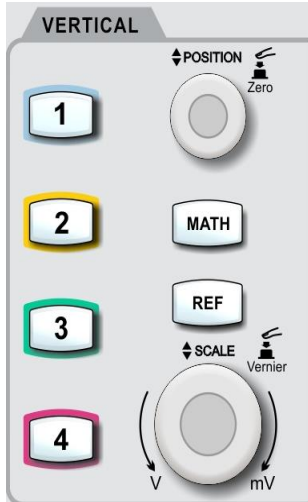 VERTICAL
POSITION
Zero
1
2
MATH
REF
3
SCALE
Vernier
4
V
mV